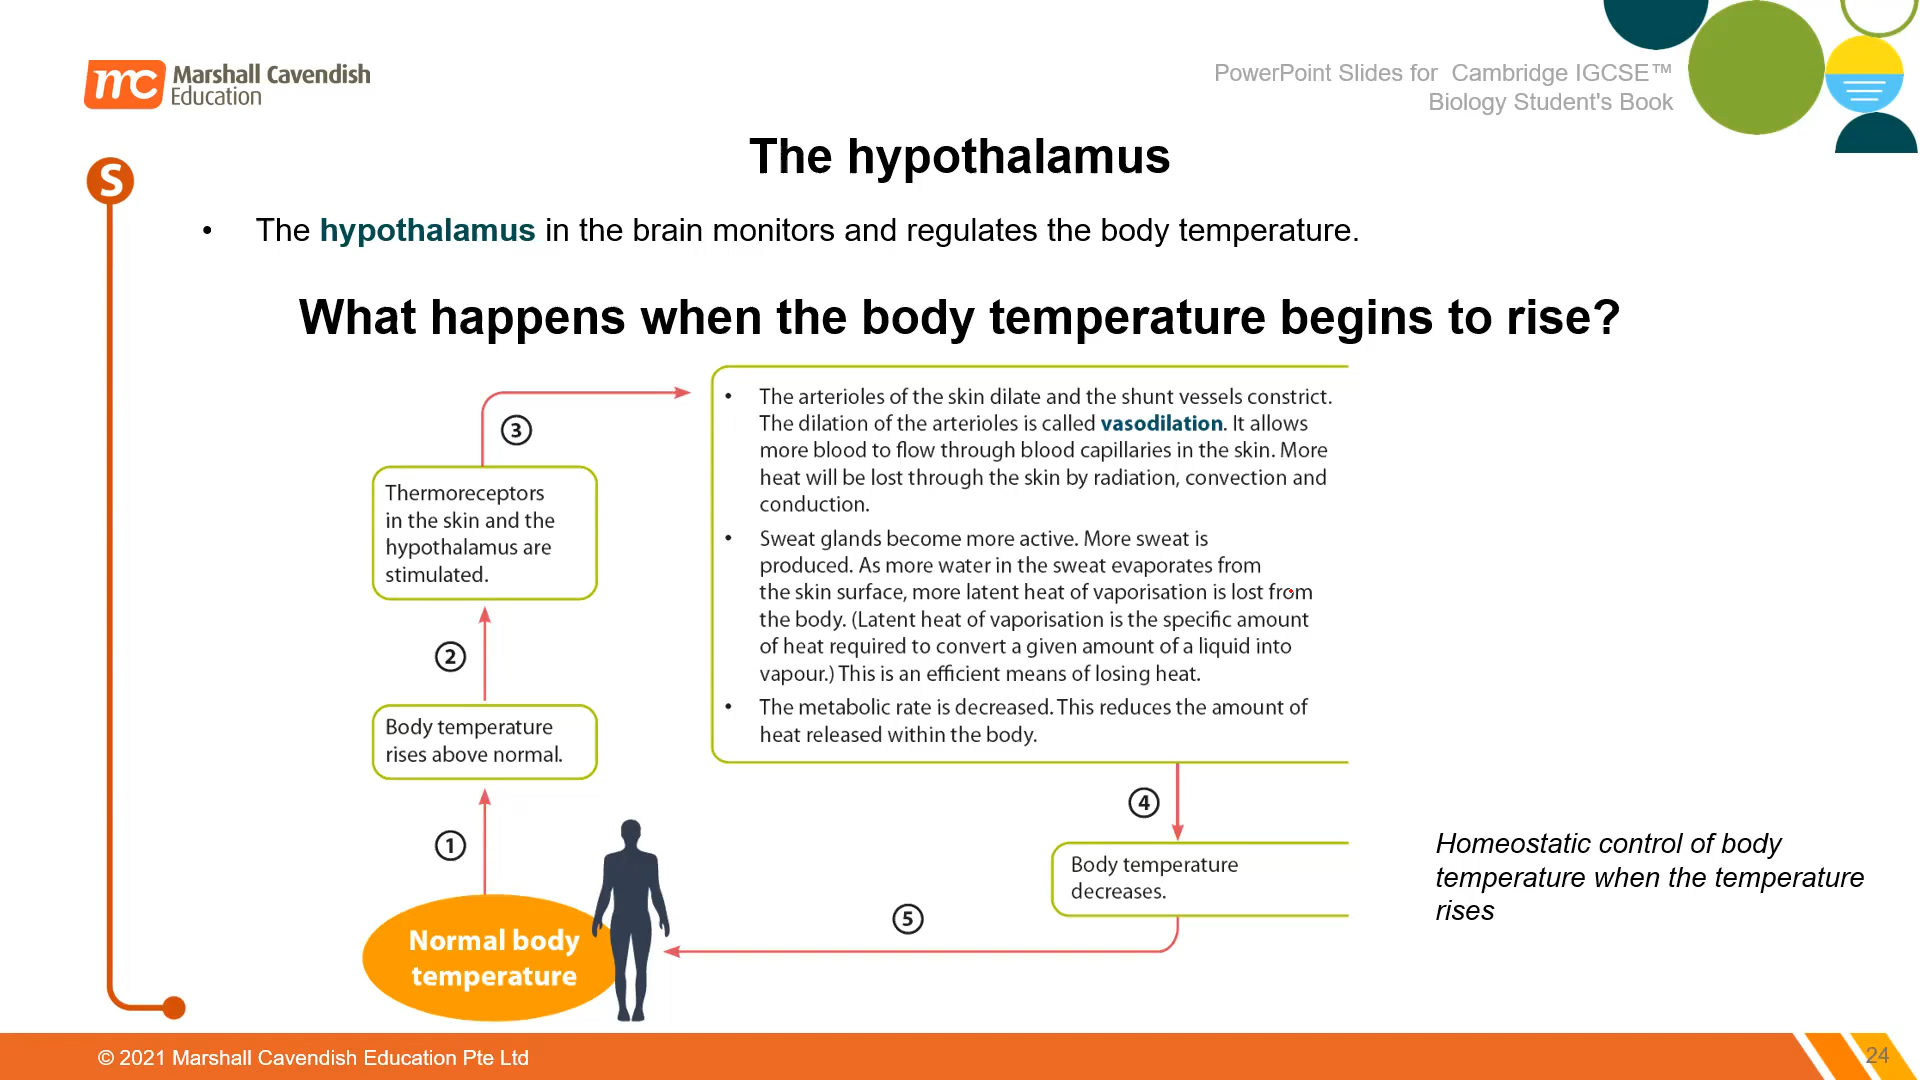 mc Marshall Cavendish
Education
PowerPoint Slides for Cambridge IGCSE™
Biology Student's Book
The hypothalamus
S
• The hypothalamus in the brain monitors and regulates the body temperature.
What happens when the body temperature begins to rise?
• The arterioles of the skin dilate and the shunt vessels constrict.
The dilation of the arterioles is called vasodilation. It allows
more blood to flow through blood capillaries in the skin. More
heat will be lost through the skin by radiation, convection and
conduction.
• Sweat glands become more active. More sweat is
produced. As more water in the sweat evaporates from
the skin surface, more latent heat of vaporisation is lost from
the body. (Latent heat of vaporisation is the specific amount
of heat required to convert a given amount of a liquid into
vapour.) This is an efficient means of losing heat.
• The metabolic rate is decreased. This reduces the amount of
heat released within the body.
3
Thermoreceptors
in the skin and the
hypothalamus are
stimulated.
2
Body temperature
rises above normal.
1
Normal body
temperature
4
Body temperature
decreases.
5
Homeostatic control of body
temperature when the temperature
rises
© 2021 Marshall Cavendish Education Pte Ltd
24